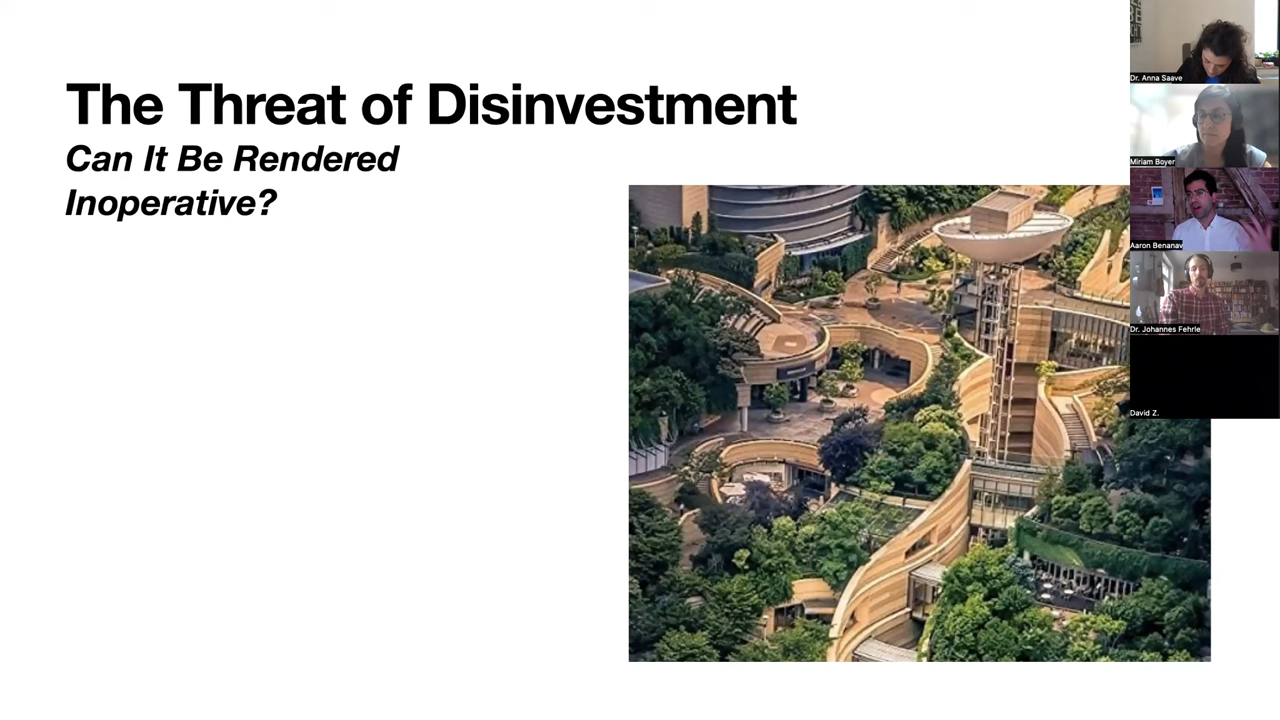 The Threat of Disinvestment
Can It Be Rendered
Inoperative?
Dr. Anna Saave
Miriam Boyer
Aaron Benanav
Dr. Johannes Fehrle
David Z.